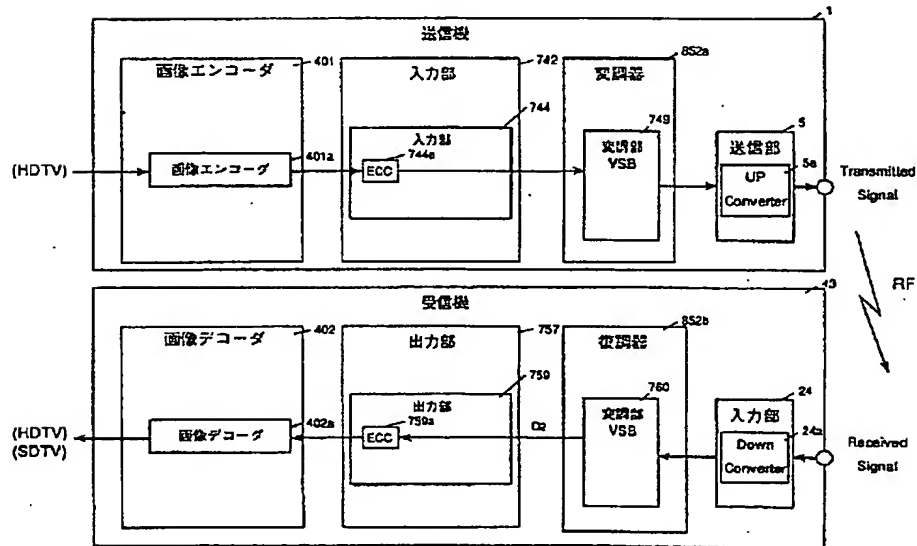 1
送信機
画像エンコーダ 401
入力部 742
変調器 852a
入力部 744
ECC 744a
変調部 VSB 749
送信部 5
UP Converter 5a
(HDTV)
画像エンコーダ 401a
Transmitted Signal
RF
受信機 43
画像デコーダ 402
出力部 757
復調器 852b
出力部 759
ECC 759a
D2
変調部 VSB 760
入力部 24
Down Converter 24a
(HDTV)
(SDTV)
画像デコーダ 402a
Received Signal